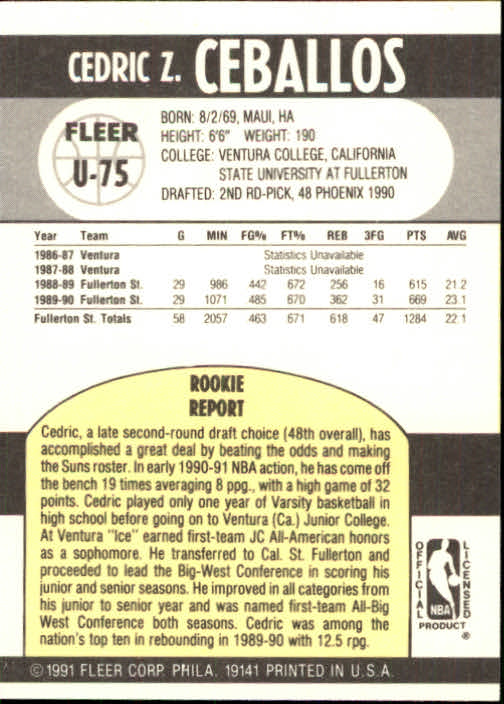 CEDRIC Z. CEBALLOS
FLEER
U-75
BORN: 8/2/69, MAUI, HA
HEIGHT: 6'6" WEIGHT: 190
COLLEGE: VENTURA COLLEGE, CALIFORNIA
STATE UNIVERSITY AT FULLERTON
DRAFTED: 2ND RD-PICK, 48 PHOENIX 1990
Year Team G MIN FG% FT% REB 3FG PTS AVG
1986-87 Ventura Statistics Unavailable
1987-88 Ventura Statistics Unavailable
1988-89 Fullerton St. 29 986 442 672 256 16 615 21.2
1989-90 Fullerton St. 29 1071 485 670 362 31 669 23.1
Fullerton St. Totals 58 2057 463 671 618 47 1284 22.1
ROOKIE
REPORT
Cedric, a late second-round draft choice (48th overall), has
accomplished a great deal by beating the odds and making
the Suns roster. In early 1990-91 NBA action, he has come off
the bench 19 times averaging 8 ppg., with a high game of 32
points. Cedric played only one year of Varsity basketball in
high school before going on to Ventura (Ca.) Junior College.
At Ventura "Ice" earned first-team JC All-American honors
as a sophomore. He transferred to Cal. St. Fullerton and
proceeded to lead the Big-West Conference in scoring his
junior and senior seasons. He improved in all categories from
his junior to senior year and was named first-team All-Big
West Conference both seasons. Cedric was among the
nation's top ten in rebounding in 1989-90 with 12.5 rpg.
OFFICIAL
LICENSED
NBA
PRODUCT ®
© 1991 FLEER CORP. PHILA. 19141 PRINTED IN U.S.A.